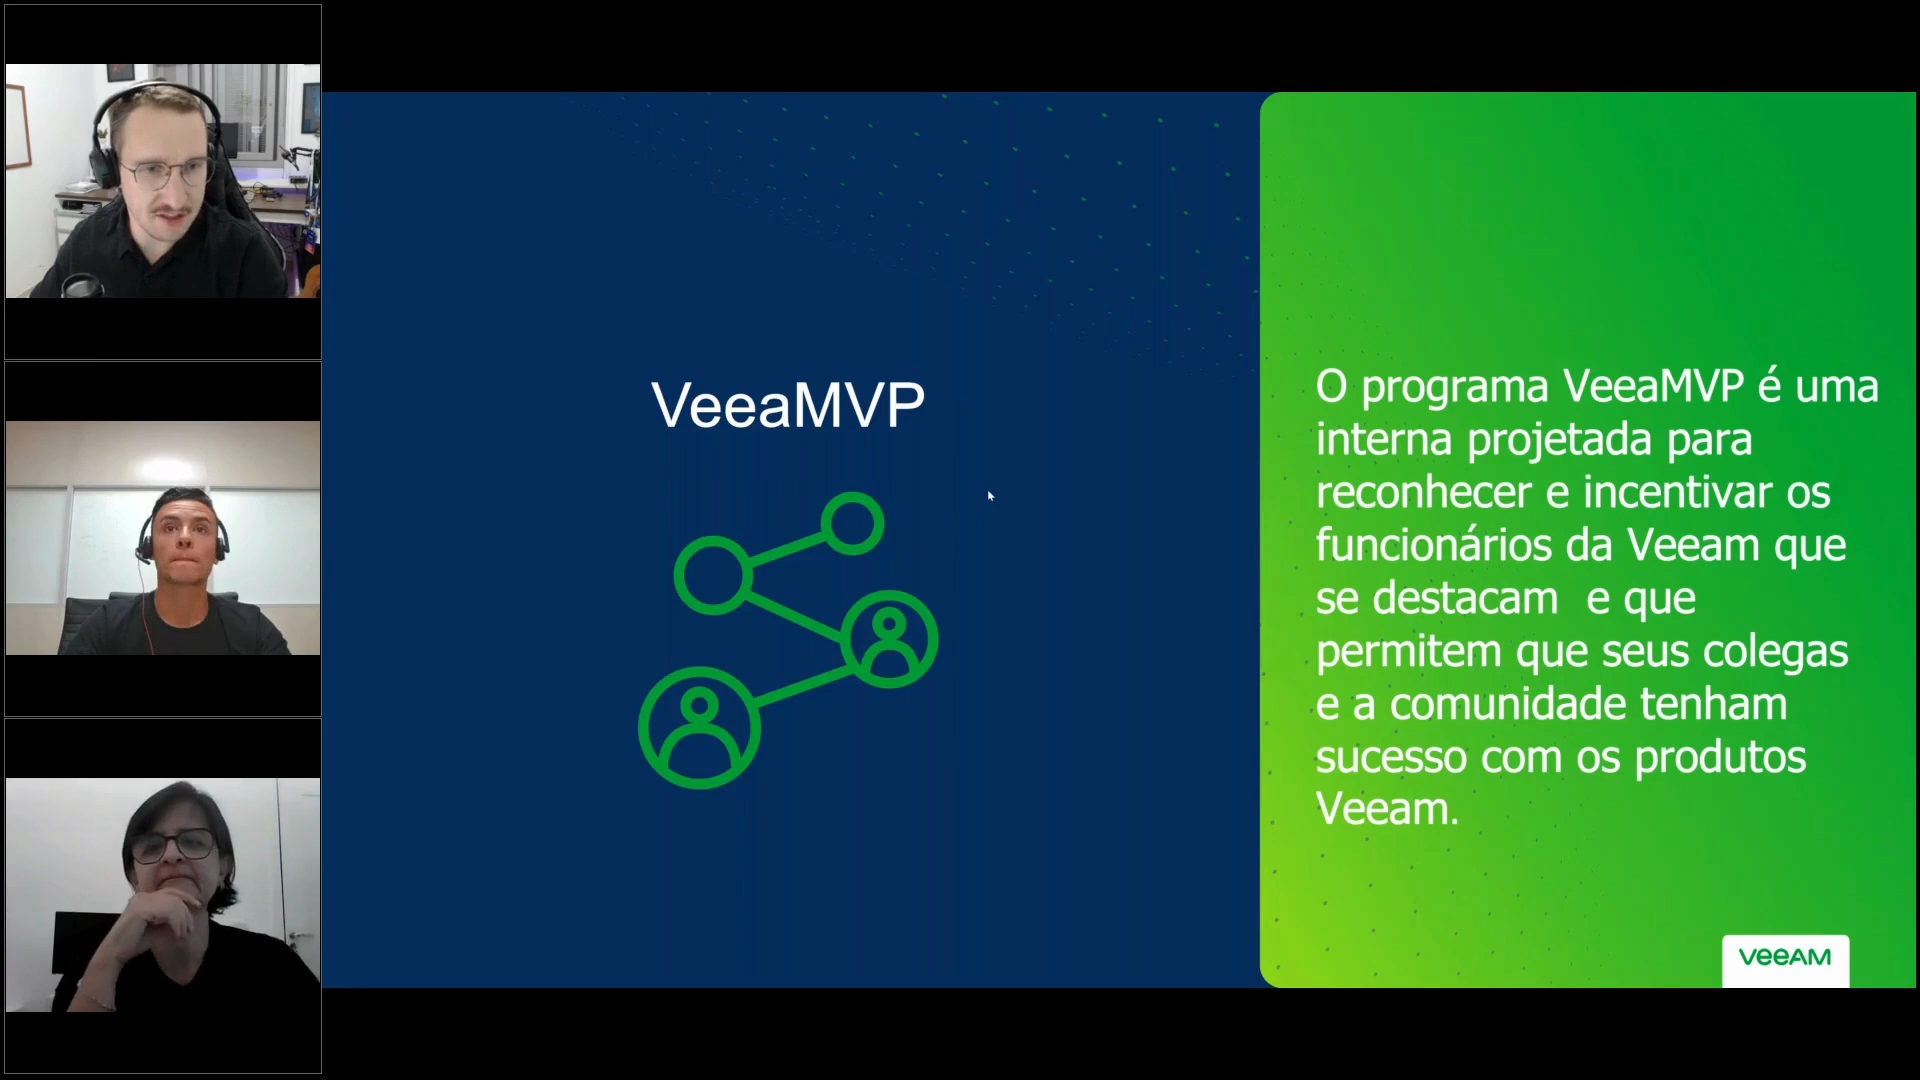 VeeaMVP
O programa VeeaMVP é uma
interna projetada para
reconhecer e incentivar os
funcionários da Veeam que
se destacam  e que
permitem que seus colegas
e a comunidade tenham
sucesso com os produtos
Veeam.
veeAM